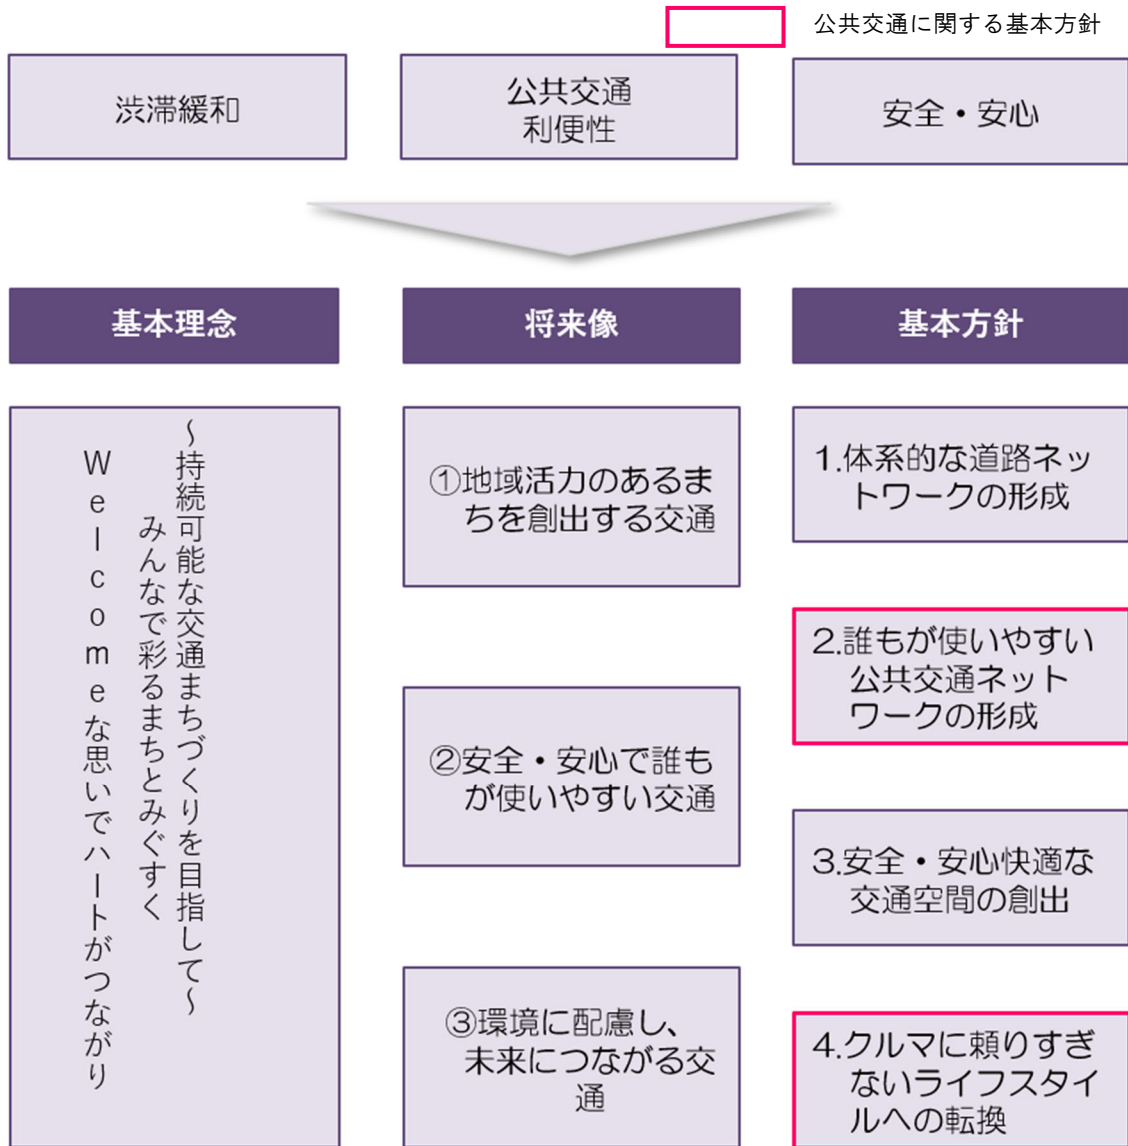 公共交通に関する基本方針
渋滞緩和
公共交通
利便性
安全・安心
基本理念
将来像
基本方針
～持続可能な交通まちづくりを目指して～
みんなで彩るまちとみぐすく
Welcomeな思いでハートがつながり
①地域活力のあるま
ちを創出する交通
②安全・安心で誰も
が使いやすい交通
③環境に配慮し、
未来につながる交
通
1.体系的な道路ネッ
トワークの形成
2.誰もが使いやすい
公共交通ネット
ワークの形成
3.安全・安心快適な
交通空間の創出
4.クルマに頼りすぎ
ないライフスタイ
ルへの転換